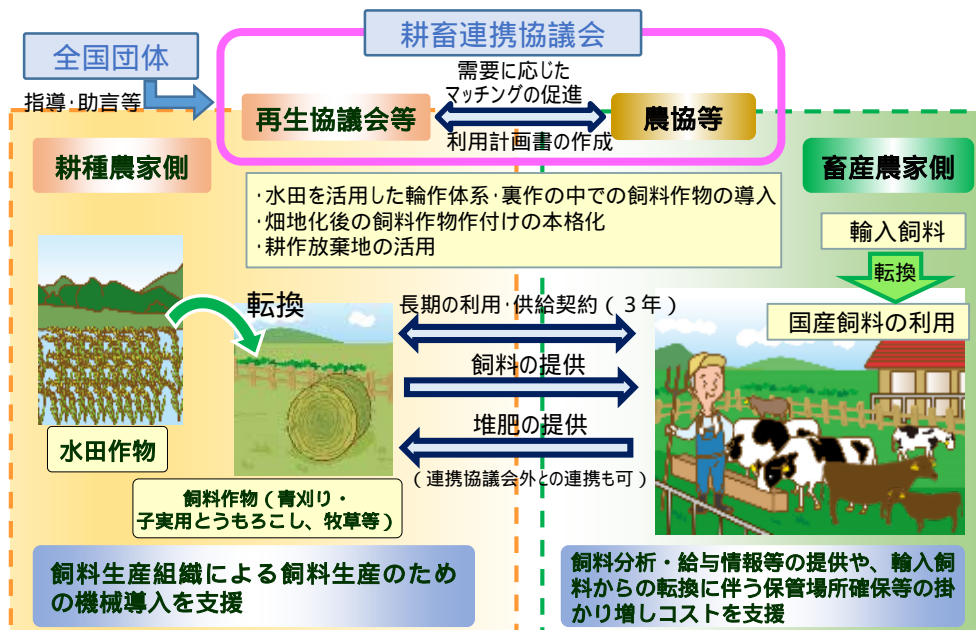 耕畜連携協議会
全国団体
指導･助言等
需要に応じた
マッチングの促進
再生協議会等
農協等
利用計画書の作成
耕種農家側
畜産農家側
･水田を活用した輪作体系･裏作の中での飼料作物の導入
･畑地化後の飼料作物作付けの本格化
･耕作放棄地の活用
輸入飼料
転換
国産飼料の利用
転換
長期の利用･供給契約(３年)
飼料の提供
堆肥の提供
(連携協議会外との連携も可)
水田作物
飼料作物(青刈り・
子実用とうもろこし、牧草等)
飼料生産組織による飼料生産のため
の機械導入を支援
飼料分析・給与情報等の提供や、輸入飼
料からの転換に伴う保管場所確保等の掛
かり増しコストを支援